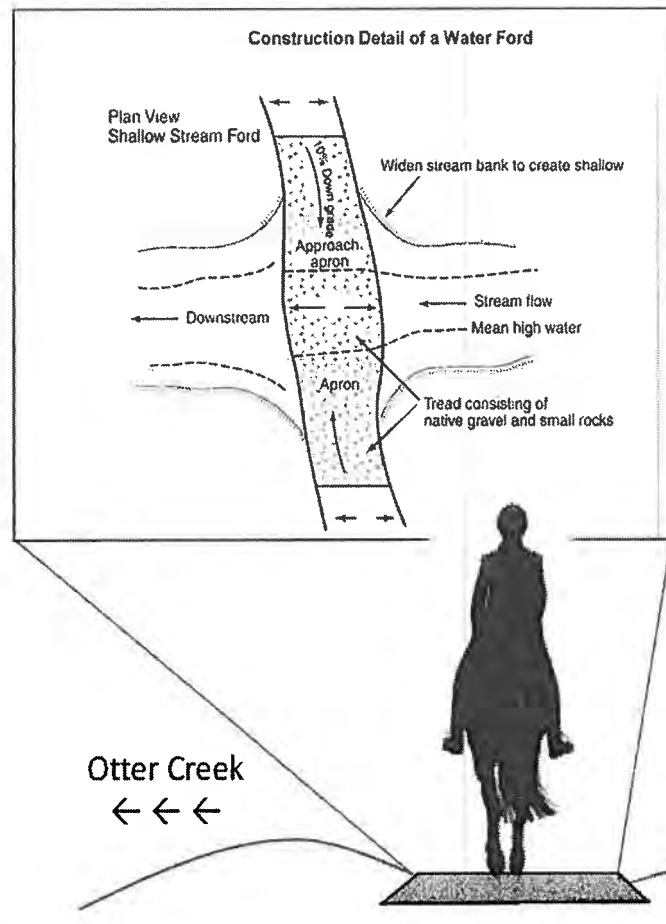 Construction Detail of a Water Ford
Plan View
Shallow Stream Ford
10% Down grade
Widen stream bank to create shallow
Approach
apron
Stream flow
Downstream
Mean high water
Apron
Tread consisting of
native gravel and small rocks
Otter Creek
← ← ←